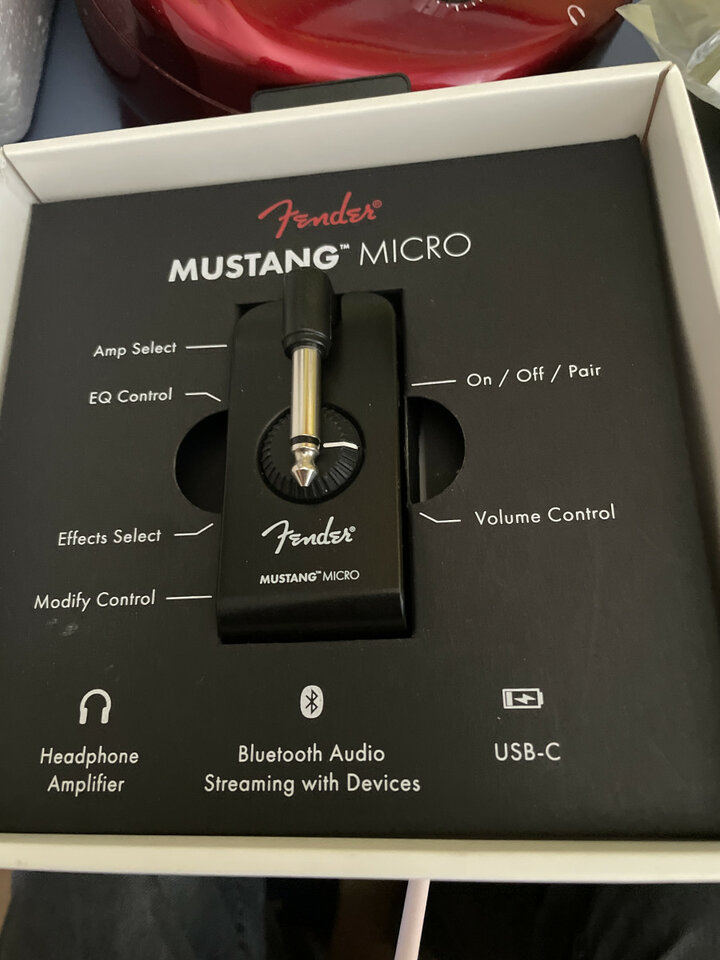 Fender®
MUSTANG™ MICRO
Amp Select
EQ Control
On / Off / Pair
Effects Select
Volume Control
Modify Control
Fender®
MUSTANG™ MICRO
Headphone
Amplifier
Bluetooth Audio
Streaming with Devices
USB-C